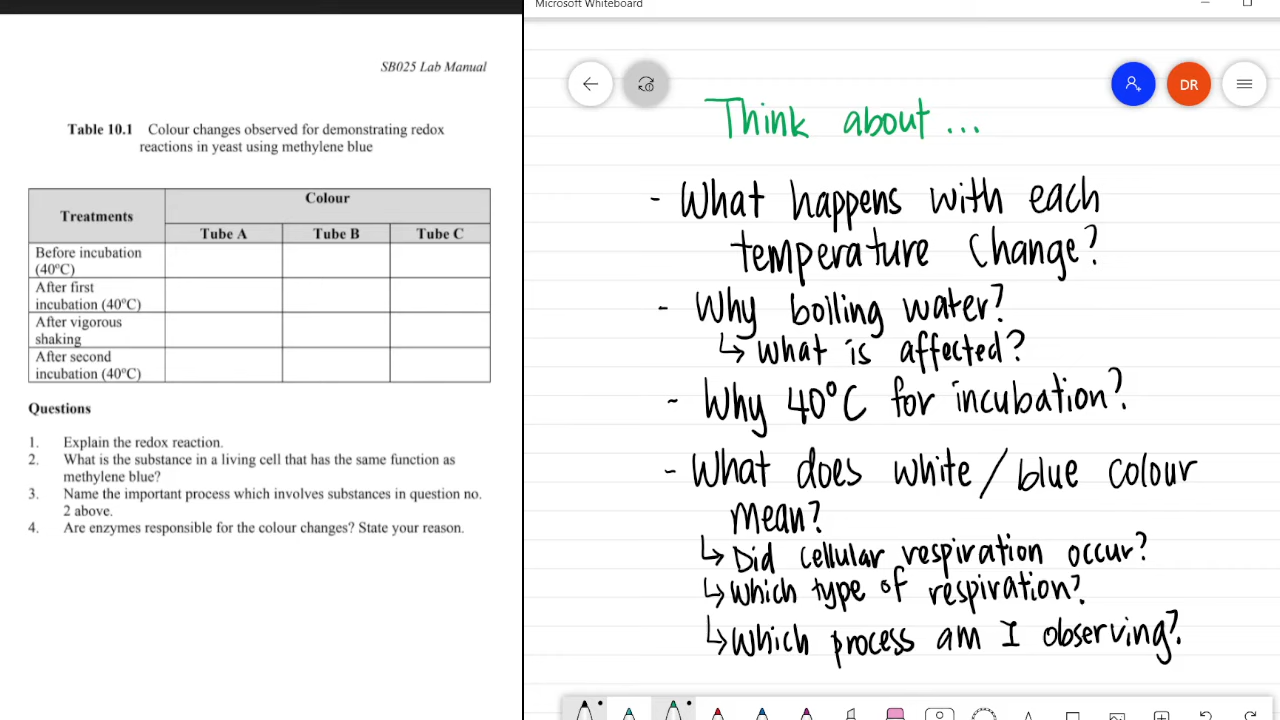 Microsoft Whiteboard
SB025 Lab Manual
Table 10.1 Colour changes observed for demonstrating redox
reactions in yeast using methylene blue
Treatments
Colour
Tube A Tube B Tube C
Before incubation
(40°C)
After first
incubation (40°C)
After vigorous
shaking
After second
incubation (40°C)
Questions
1. Explain the redox reaction.
2. What is the substance in a living cell that has the same function as
methylene blue?
3. Name the important process which involves substances in question no.
2 above.
4. Are enzymes responsible for the colour changes? State your reason.
DR
Think about...
- What happens with each
temperature change?
- Why boiling water?
↳ What is affected?
- Why 40°C for incubation?
- What does white/blue colour
mean?
↳ Did cellular respiration occur?
↳ Which type of respiration?
↳ Which process am I observing?